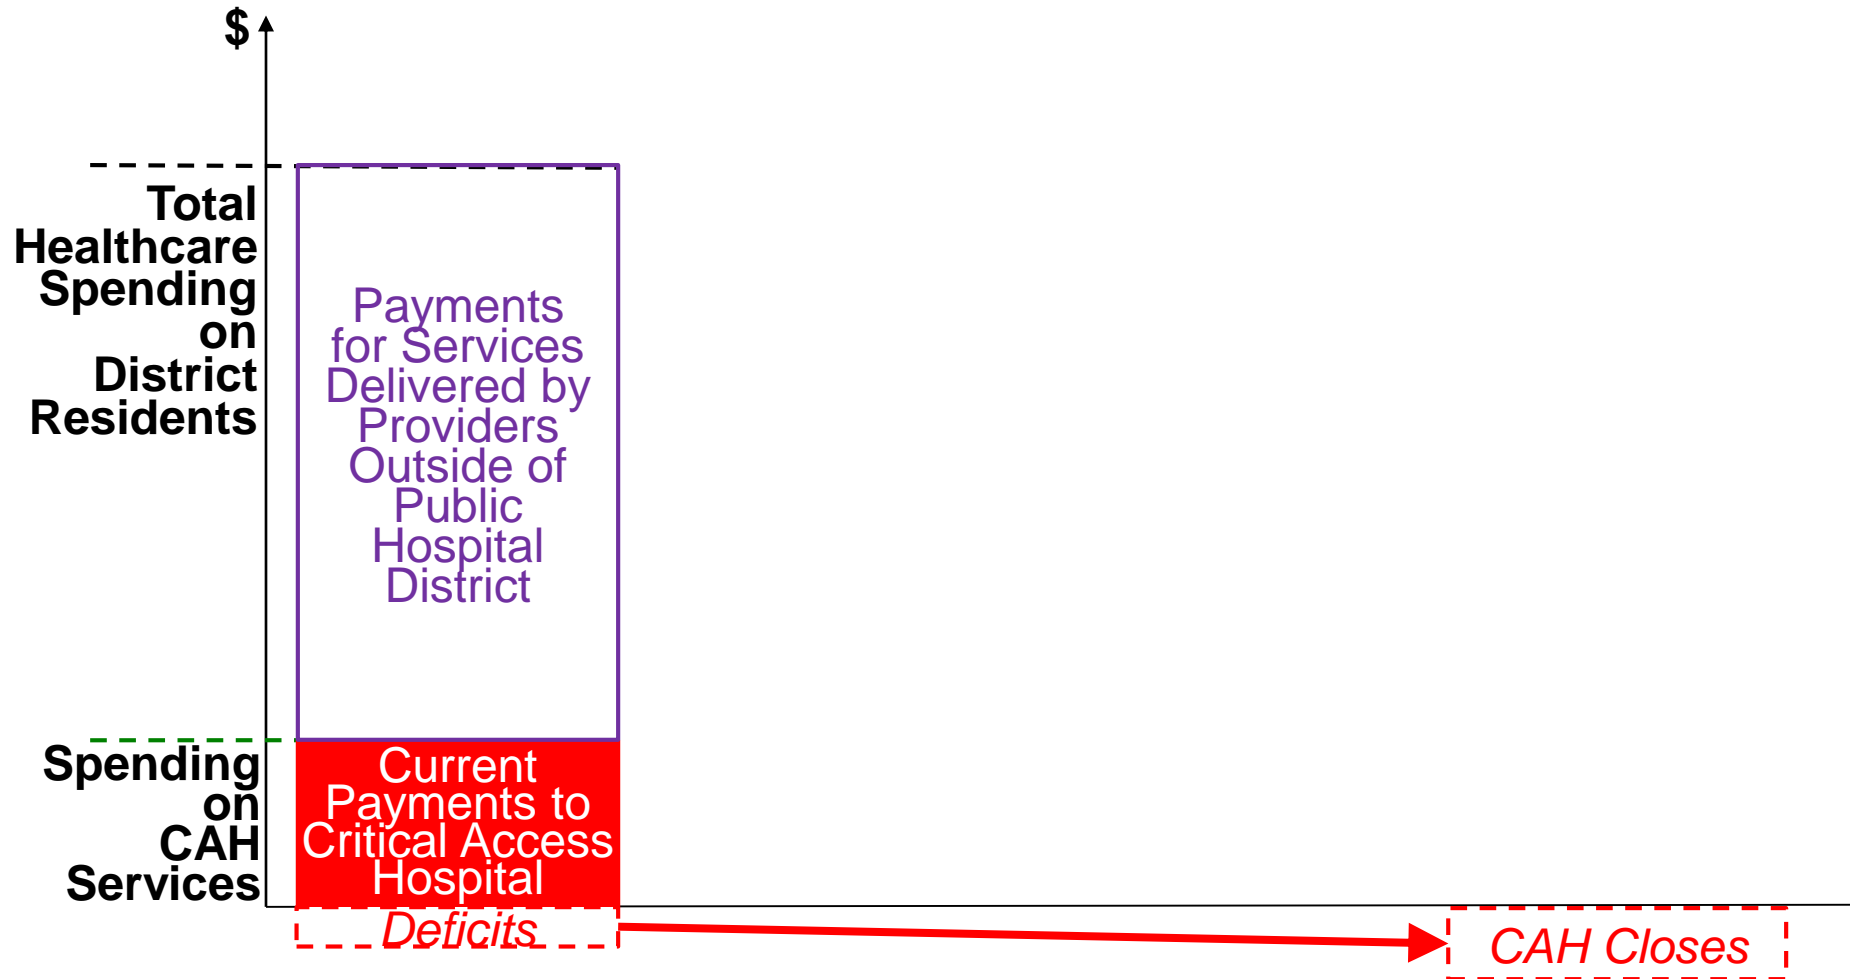 $
Total
Healthcare
Spending
on
District
Residents
Payments
for Services
Delivered by
Providers
Outside of
Public
Hospital
District
Spending
on
CAH
Services
Current
Payments to
Critical Access
Hospital
Deficits
CAH Closes